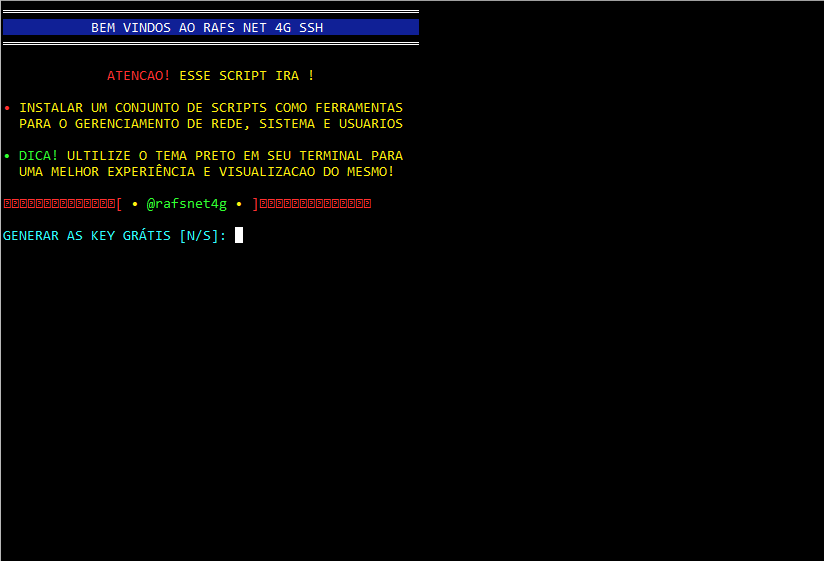 BEM VINDOS AO RAFS NET 4G SSH
ATENCAO! ESSE SCRIPT IRA !
• INSTALAR UM CONJUNTO DE SCRIPTS COMO FERRAMENTAS
PARA O GERENCIAMENTO DE REDE, SISTEMA E USUARIOS
• DICA! ULTILIZE O TEMA PRETO EM SEU TERMINAL PARA
UMA MELHOR EXPERIÊNCIA E VISUALIZACAO DO MESMO!
[ • @rafsnet4g • ]
GENERAR AS KEY GRÁTIS [N/S]: